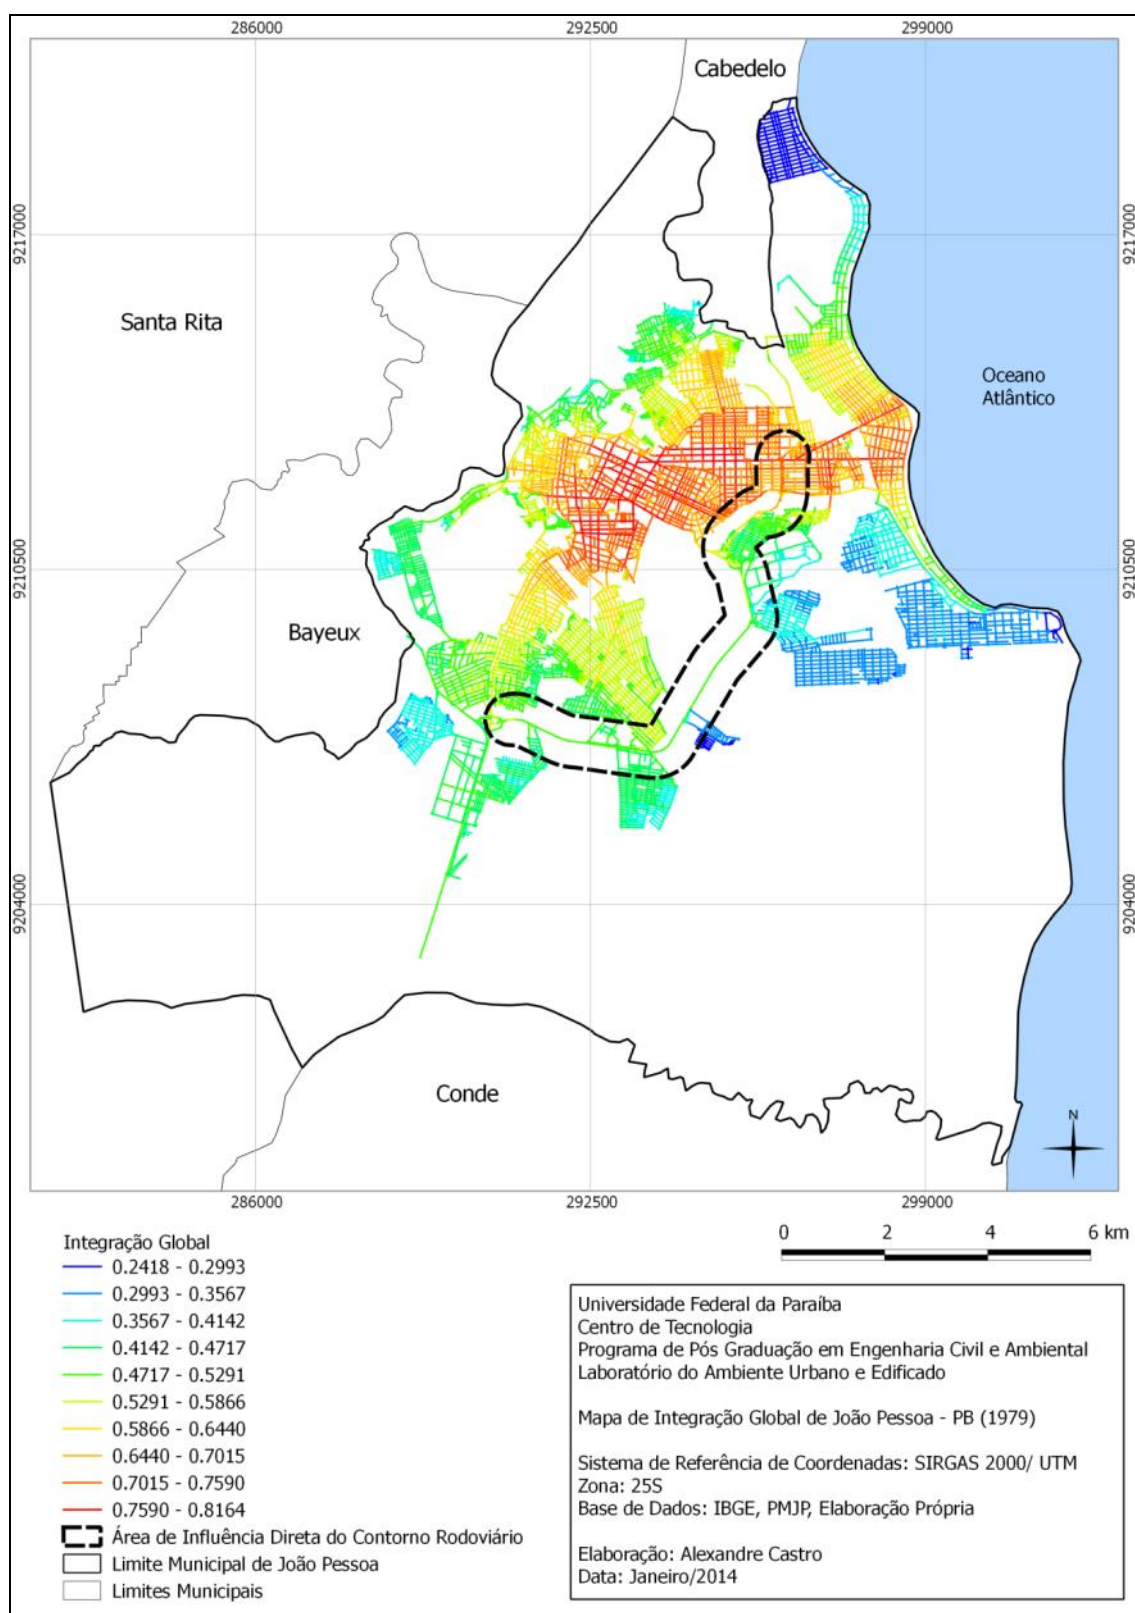 286000
292500
299000
Cabedelo
9217000
9217000
Santa Rita
Oceano
Atlântico
9210500
9210500
Bayeux
9204000
9204000
Conde
N
286000
292500
299000
Integração Global
0.2418 - 0.2993
0.2993 - 0.3567
0.3567 - 0.4142
0.4142 - 0.4717
0.4717 - 0.5291
0.5291 - 0.5866
0.5866 - 0.6440
0.6440 - 0.7015
0.7015 - 0.7590
0.7590 - 0.8164
Área de Influência Direta do Contorno Rodoviário
Limite Municipal de João Pessoa
Limites Municipais
0 2 4 6 km
Universidade Federal da Paraíba
Centro de Tecnologia
Programa de Pós Graduação em Engenharia Civil e Ambiental
Laboratório do Ambiente Urbano e Edificado
Mapa de Integração Global de João Pessoa - PB (1979)
Sistema de Referência de Coordenadas: SIRGAS 2000/ UTM
Zona: 25S
Base de Dados: IBGE, PMJP, Elaboração Própria
Elaboração: Alexandre Castro
Data: Janeiro/2014